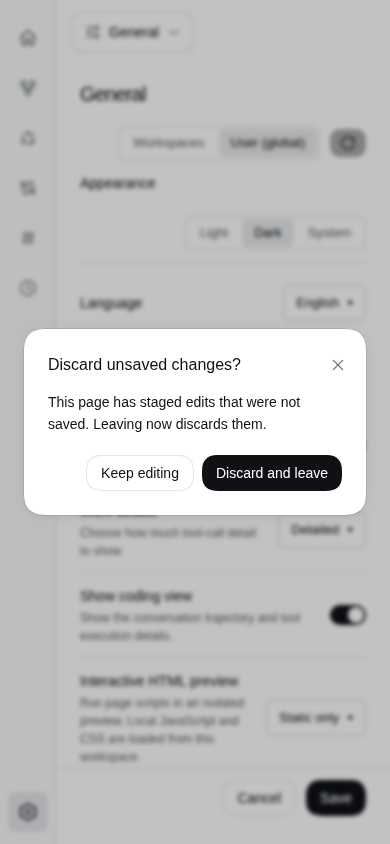 General
General
Workspaces
User (global)
Appearance
Light
Dark
System
Language
English
Discard unsaved changes?
This page has staged edits that were not
saved. Leaving now discards them.
Keep editing
Discard and leave
Choose how much tool-call detail
to show
Detailed
Show coding view
Show the conversation trajectory and tool
execution details.
Interactive HTML preview
Run page scripts in an isolated
preview. Local JavaScript and
CSS are loaded from this
workspace.
Static only
Cancel
Save